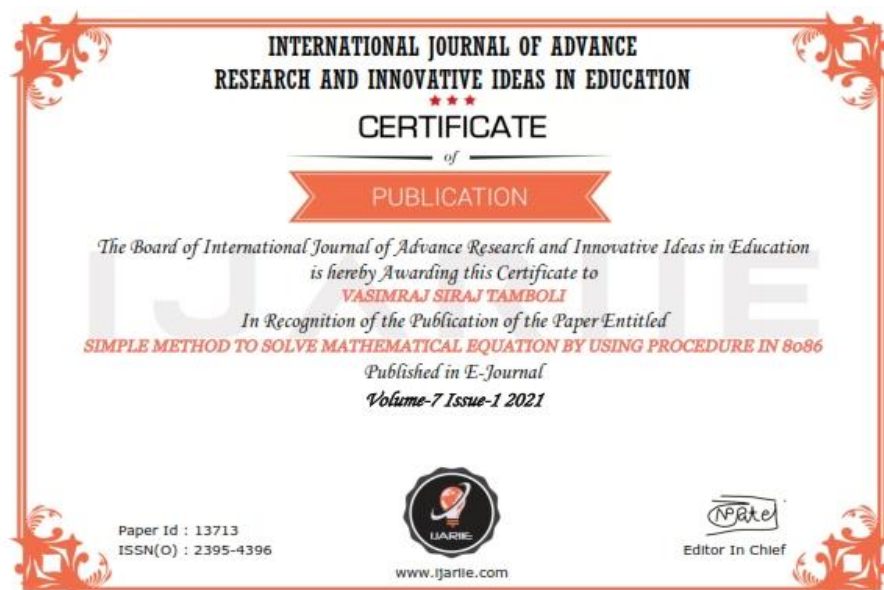 INTERNATIONAL JOURNAL OF ADVANCE
RESEARCH AND INNOVATIVE IDEAS IN EDUCATION
CERTIFICATE
of
PUBLICATION
The Board of International Journal of Advance Research and Innovative Ideas in Education
is hereby Awarding this Certificate to
VASIMRAJ SIRAJ TAMBOLI
In Recognition of the Publication of the Paper Entitled
SIMPLE METHOD TO SOLVE MATHEMATICAL EQUATION BY USING PROCEDURE IN 8086
Published in E-Journal
Volume-7 Issue-1 2021
IJARIIE
Paper Id : 13713
ISSN(O) : 2395-4396
IJARIIE
www.ijariie.com
Editor In Chief